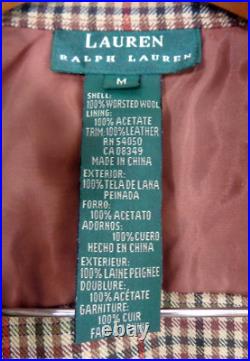 LAUREN
RALPH LAUREN
M
SHELL:
100% WORSTED WOOL
LINING:
100% ACETATE
TRIM: 100% LEATHER
RN 54050
CA 08349
MADE IN CHINA
EXTERIOR:
100% TELA DE LANA
PEINADA
FORRO:
100% ACETATO
ADORNOS:
100% CUERO
HECHO EN CHINA
EXTERIEUR:
100% LAINE PEIGNEE
DOUBLURE:
100% ACETATE
GARNITURE:
100% CUIR